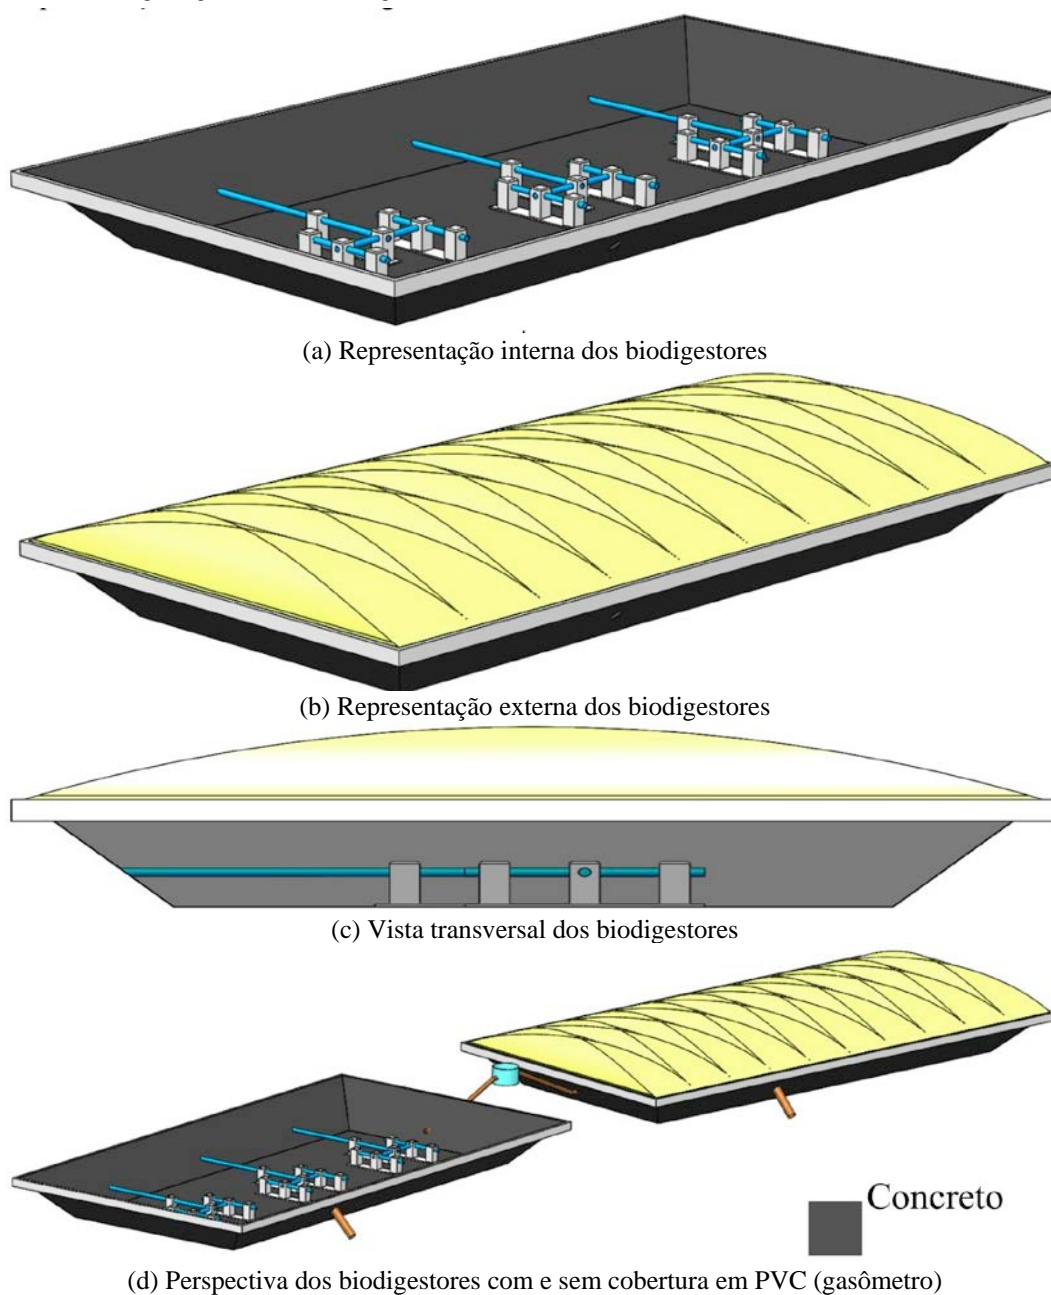 (a) Representação interna dos biodigestores
(b) Representação externa dos biodigestores
(c) Vista transversal dos biodigestores
Concreto
(d) Perspectiva dos biodigestores com e sem cobertura em PVC (gasômetro)